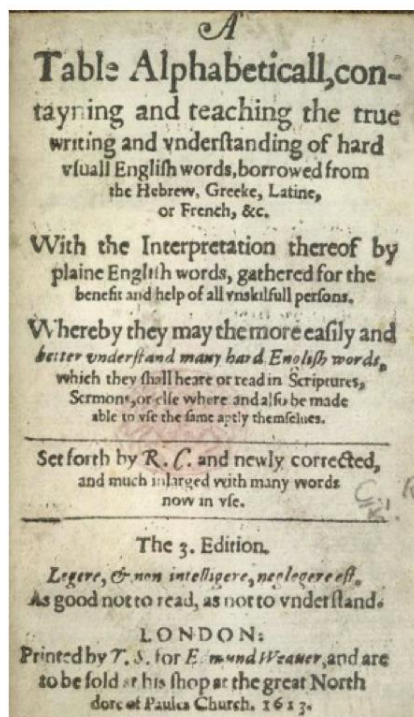 A
Table Alphabeticall, con-
tayning and teaching the true
writing and vnderſtanding of hard
vſuall Engliſh words, borrowed from
the Hebrew, Greeke, Latine,
or French, &c.
With the Interpretation thereof by
plaine Engliſh words, gathered for the
benefit and help of all vnskilfull perſons.
Whereby they may the more eaſily and
better vnderſtand many hard Engliſh words,
which they ſhall heare or read in Scriptures,
Sermons, or elſe where and alſo be made
able to vſe the ſame aptly themſelues.
Set forth by R. C. and newly corrected,
and much inlarged with many words
now in vſe.
The 3. Edition.
Legere, & non intelligere, neglegere eſt.
As good not to read, as not to vnderſtand.
LONDON:
Printed by T. S. for Edmund Weauer, and are
to be ſold at his ſhop at the great North
dore of Paules Church. 1613.